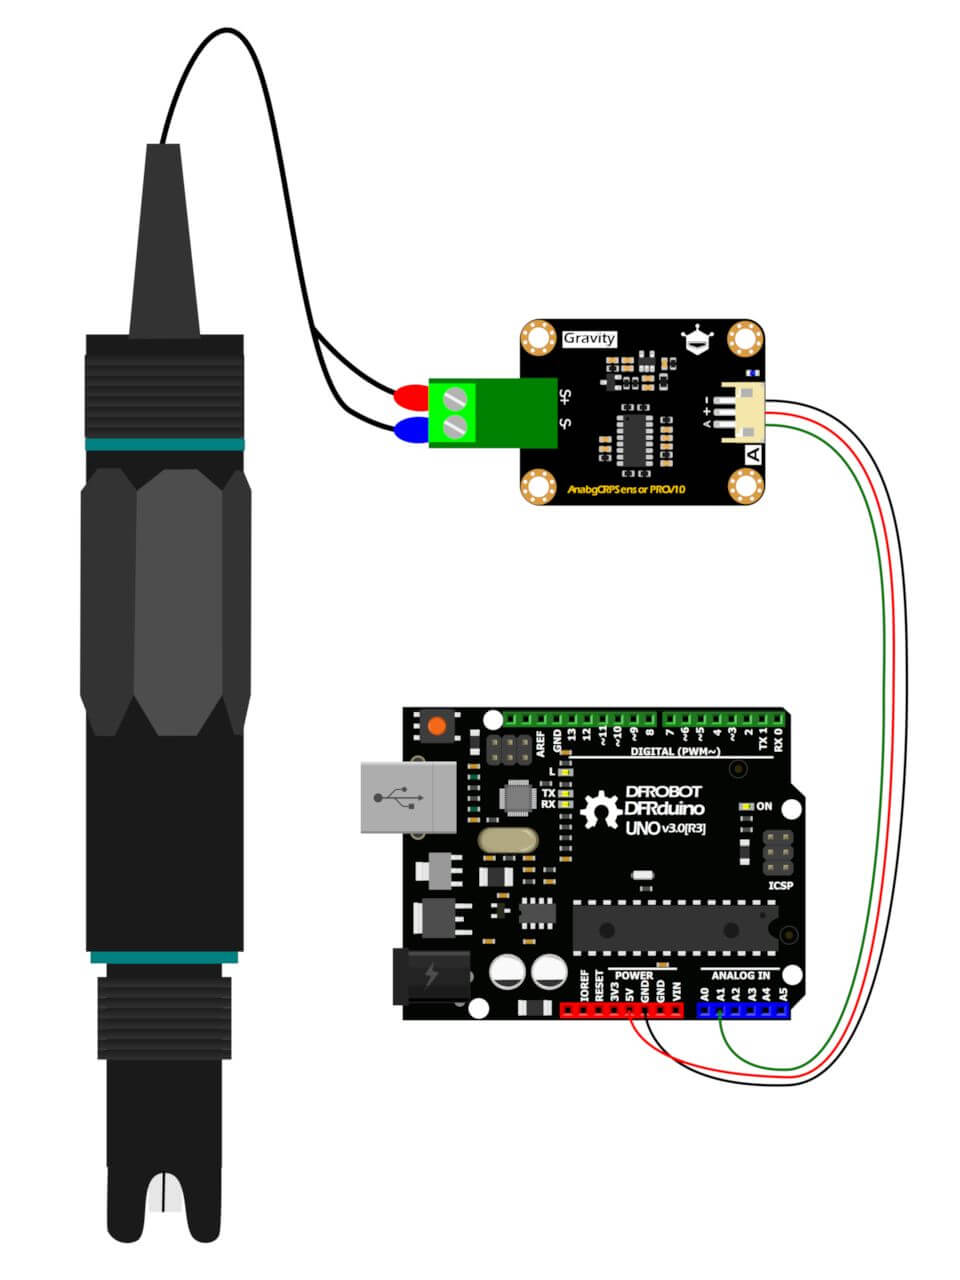 Gravity
S+
S-
-
+
A
A
AnabgCRPSensor PRO/10
AREF
GND
13
12
~11
~10
~9
8
7
~6
~5
4
~3
2
TX 1
RX 0
DIGITAL (PWM~)
L
TX
RX
DFROBOT
DFRduino
UNO v3.0[R3]
ON
ICSP
POWER
ANALOG IN
IOREF
RESET
3V3
5V
GND
GND
VIN
A0
A1
A2
A3
A4
A5